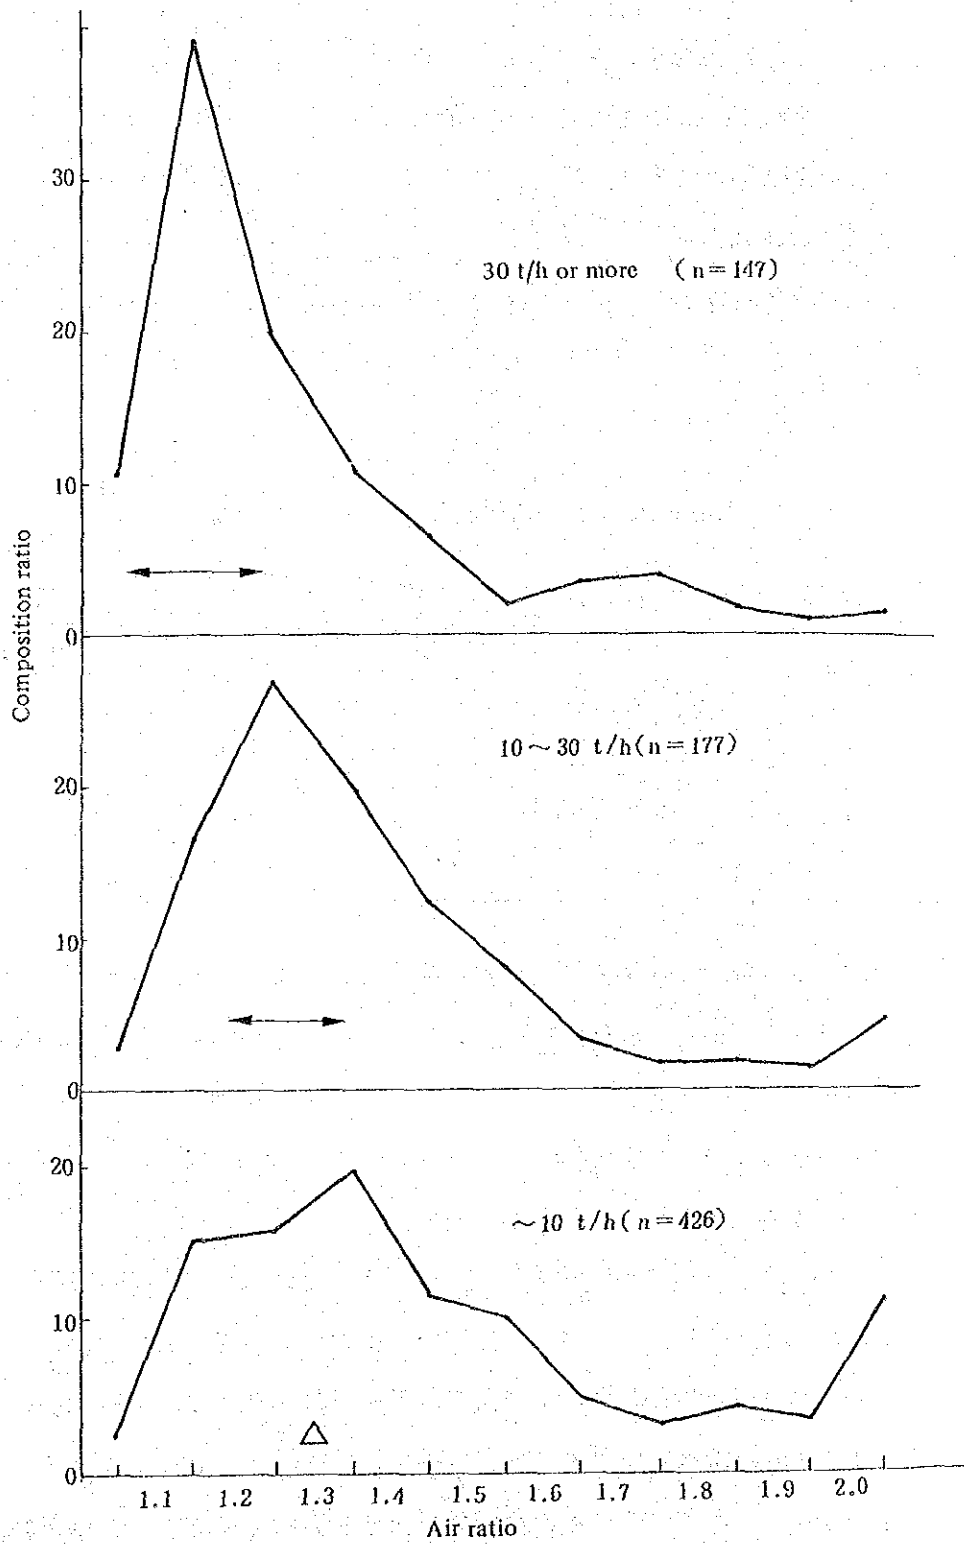 30
30 t/h or more (n=147)
20
10
Composition ratio
0
10~30 t/h(n=177)
20
10
0
20
~10 t/h(n=426)
10
0
1.1 1.2 1.3 1.4 1.5 1.6 1.7 1.8 1.9 2.0
Air ratio